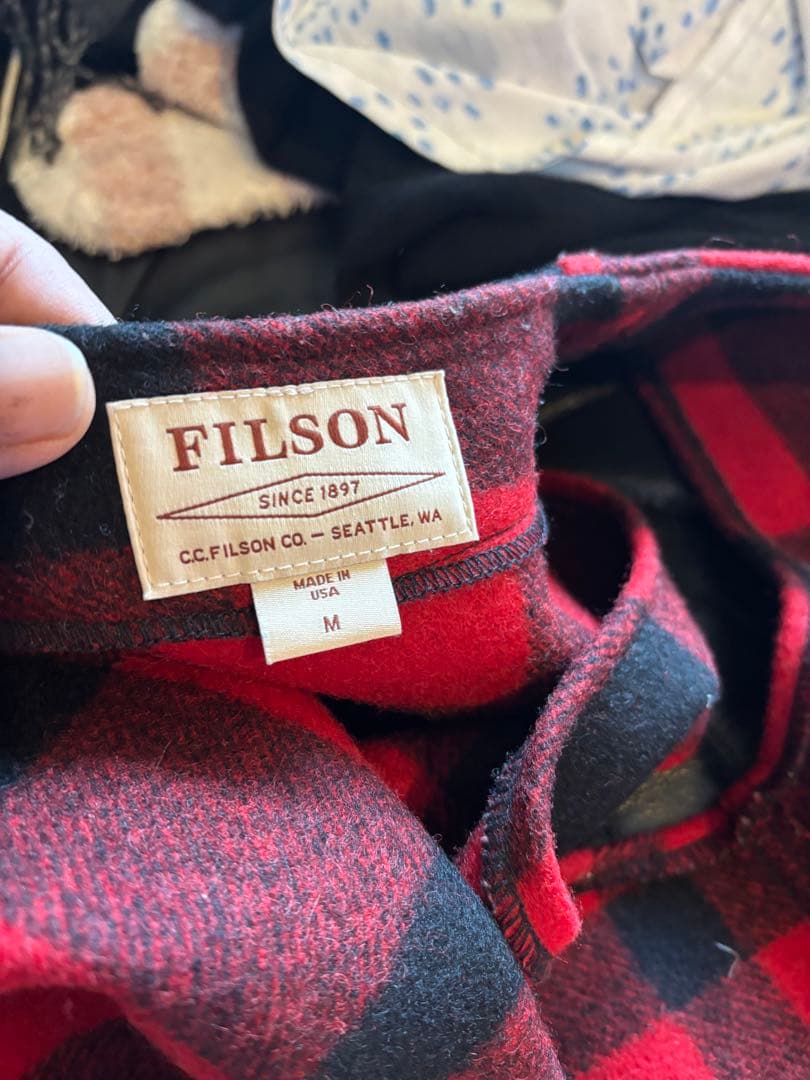 FILSON
SINCE 1897
C.C.FILSON CO. — SEATTLE, WA
MADE IN
USA
M